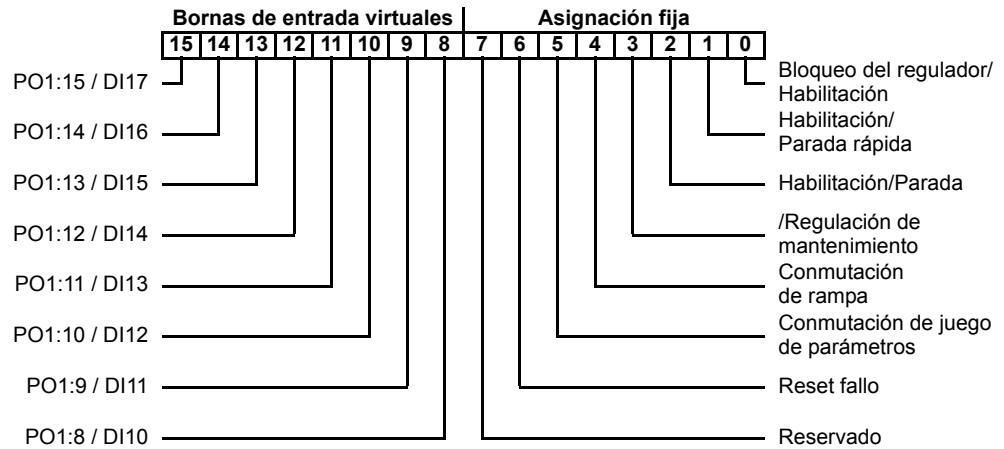 Bornas de entrada virtuales Asignación fija
15 14 13 12 11 10 9 8 7 6 5 4 3 2 1 0
PO1:15 / DI17
PO1:14 / DI16
PO1:13 / DI15
PO1:12 / DI14
PO1:11 / DI13
PO1:10 / DI12
PO1:9 / DI11
PO1:8 / DI10
Bloqueo del regulador/
Habilitación
Habilitación/
Parada rápida
Habilitación/Parada
/Regulación de
mantenimiento
Conmutación
de rampa
Conmutación de juego
de parámetros
Reset fallo
Reservado